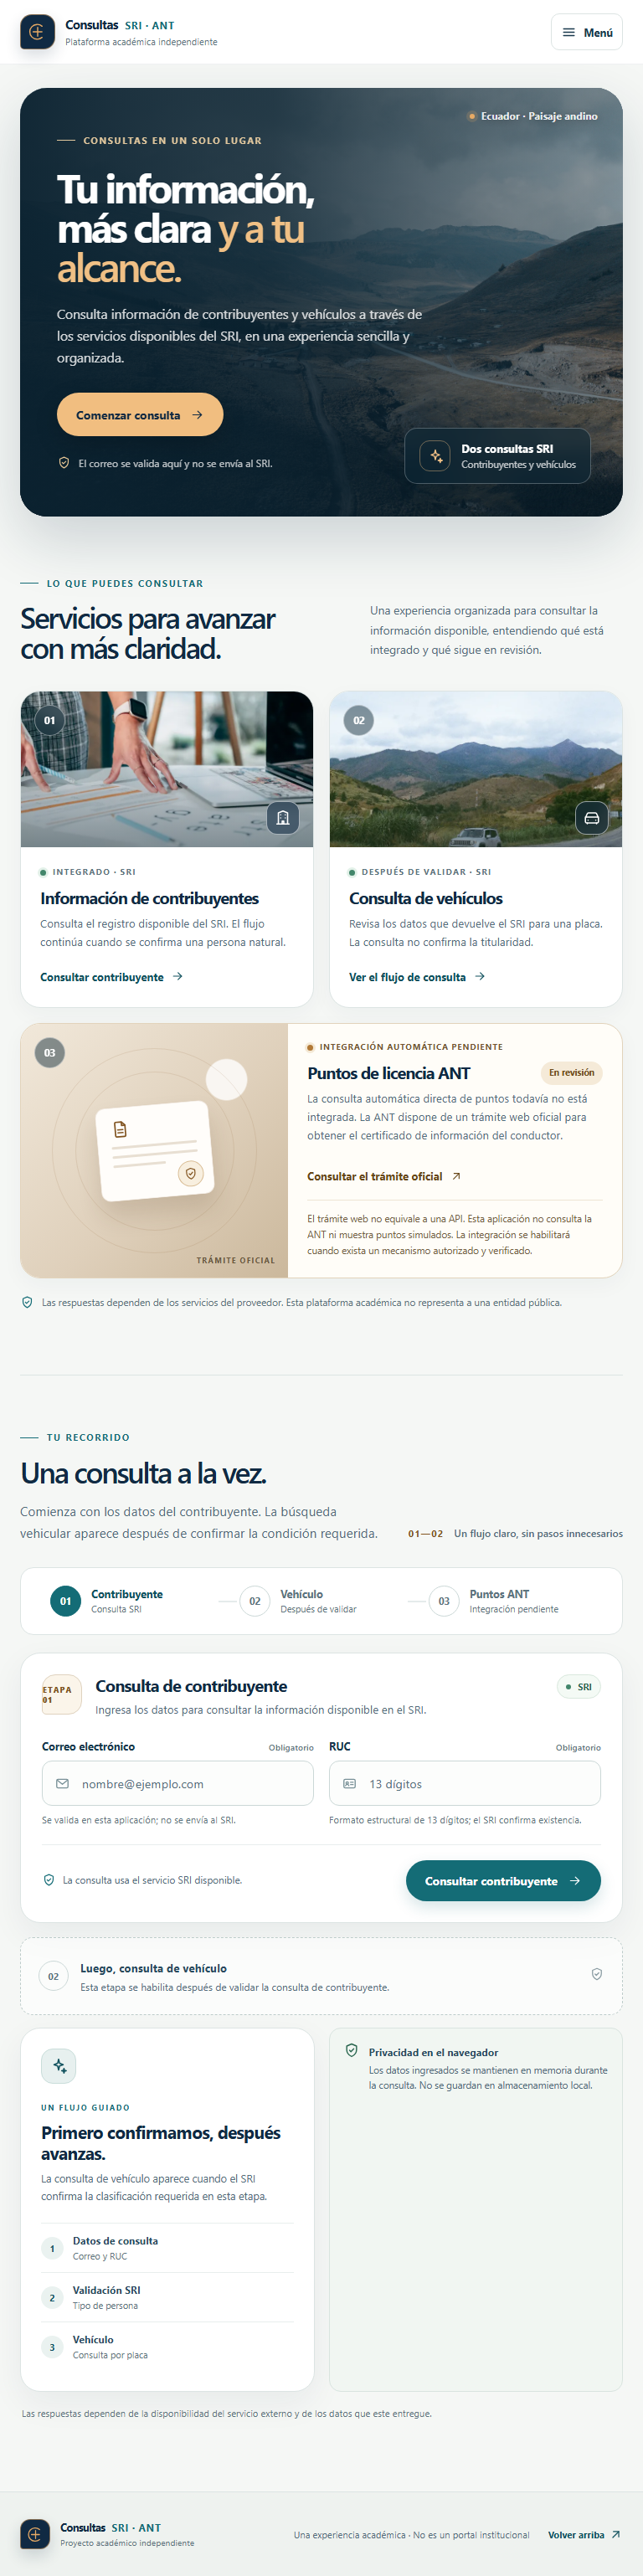 Consultas SRI · ANT
Plataforma académica independiente
Menú
Ecuador · Paisaje andino
CONSULTAS EN UN SOLO LUGAR
Tu información,
más clara y a tu
alcance.
Consulta información de contribuyentes y vehículos a través de
los servicios disponibles del SRI, en una experiencia sencilla y
organizada.
Comenzar consulta
El correo se valida aquí y no se envía al SRI.
Dos consultas SRI
Contribuyentes y vehículos
LO QUE PUEDES CONSULTAR
Servicios para avanzar
con más claridad.
Una experiencia organizada para consultar la
información disponible, entendiendo qué está
integrado y qué sigue en revisión.
01
INTEGRADO · SRI
Información de contribuyentes
Consulta el registro disponible del SRI. El flujo
continúa cuando se confirma una persona natural.
Consultar contribuyente
02
DESPUÉS DE VALIDAR · SRI
Consulta de vehículos
Revisa los datos que devuelve el SRI para una placa.
La consulta no confirma la titularidad.
Ver el flujo de consulta
03
TRÁMITE OFICIAL
INTEGRACIÓN AUTOMÁTICA PENDIENTE
Puntos de licencia ANT
En revisión
La consulta automática directa de puntos todavía no está
integrada. La ANT dispone de un trámite web oficial para
obtener el certificado de información del conductor.
Consultar el trámite oficial
El trámite web no equivale a una API. Esta aplicación no consulta la
ANT ni muestra puntos simulados. La integración se habilitará
cuando exista un mecanismo autorizado y verificado.
Las respuestas dependen de los servicios del proveedor. Esta plataforma académica no representa a una entidad pública.
TU RECORRIDO
Una consulta a la vez.
Comienza con los datos del contribuyente. La búsqueda
vehicular aparece después de confirmar la condición requerida.
01—02 Un flujo claro, sin pasos innecesarios
01
Contribuyente
Consulta SRI
02
Vehículo
Después de validar
03
Puntos ANT
Integración pendiente
ETAPA
01
Consulta de contribuyente
Ingresa los datos para consultar la información disponible en el SRI.
SRI
Correo electrónico
Obligatorio
nombre@ejemplo.com
Se valida en esta aplicación; no se envía al SRI.
RUC
Obligatorio
13 dígitos
Formato estructural de 13 dígitos; el SRI confirma existencia.
La consulta usa el servicio SRI disponible.
Consultar contribuyente
02
Luego, consulta de vehículo
Esta etapa se habilita después de validar la consulta de contribuyente.
UN FLUJO GUIADO
Primero confirmamos, después
avanzas.
La consulta de vehículo aparece cuando el SRI
confirma la clasificación requerida en esta etapa.
1
Datos de consulta
Correo y RUC
2
Validación SRI
Tipo de persona
3
Vehículo
Consulta por placa
Privacidad en el navegador
Los datos ingresados se mantienen en memoria durante
la consulta. No se guardan en almacenamiento local.
Las respuestas dependen de la disponibilidad del servicio externo y de los datos que este entregue.
Consultas SRI · ANT
Proyecto académico independiente
Una experiencia académica · No es un portal institucional
Volver arriba